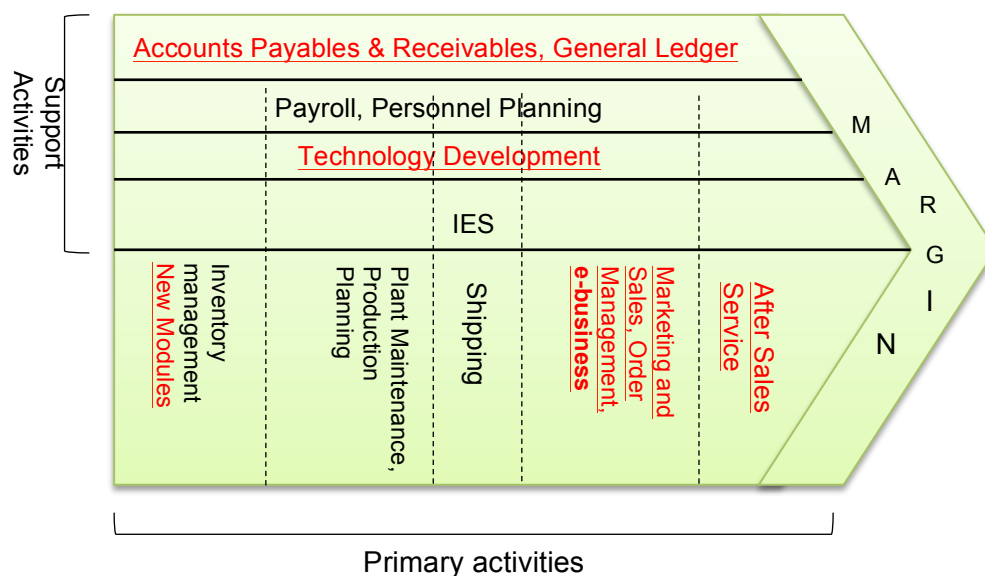 Support
Activities
Accounts Payables & Receivables, General Ledger
Payroll, Personnel Planning
Technology Development
IES
Inventory
management
New Modules
Plant Maintenance,
Production
Planning
Shipping
Marketing and
Sales, Order
Management,
e-business
After Sales
Service
M
A
R
G
I
N
Primary activities